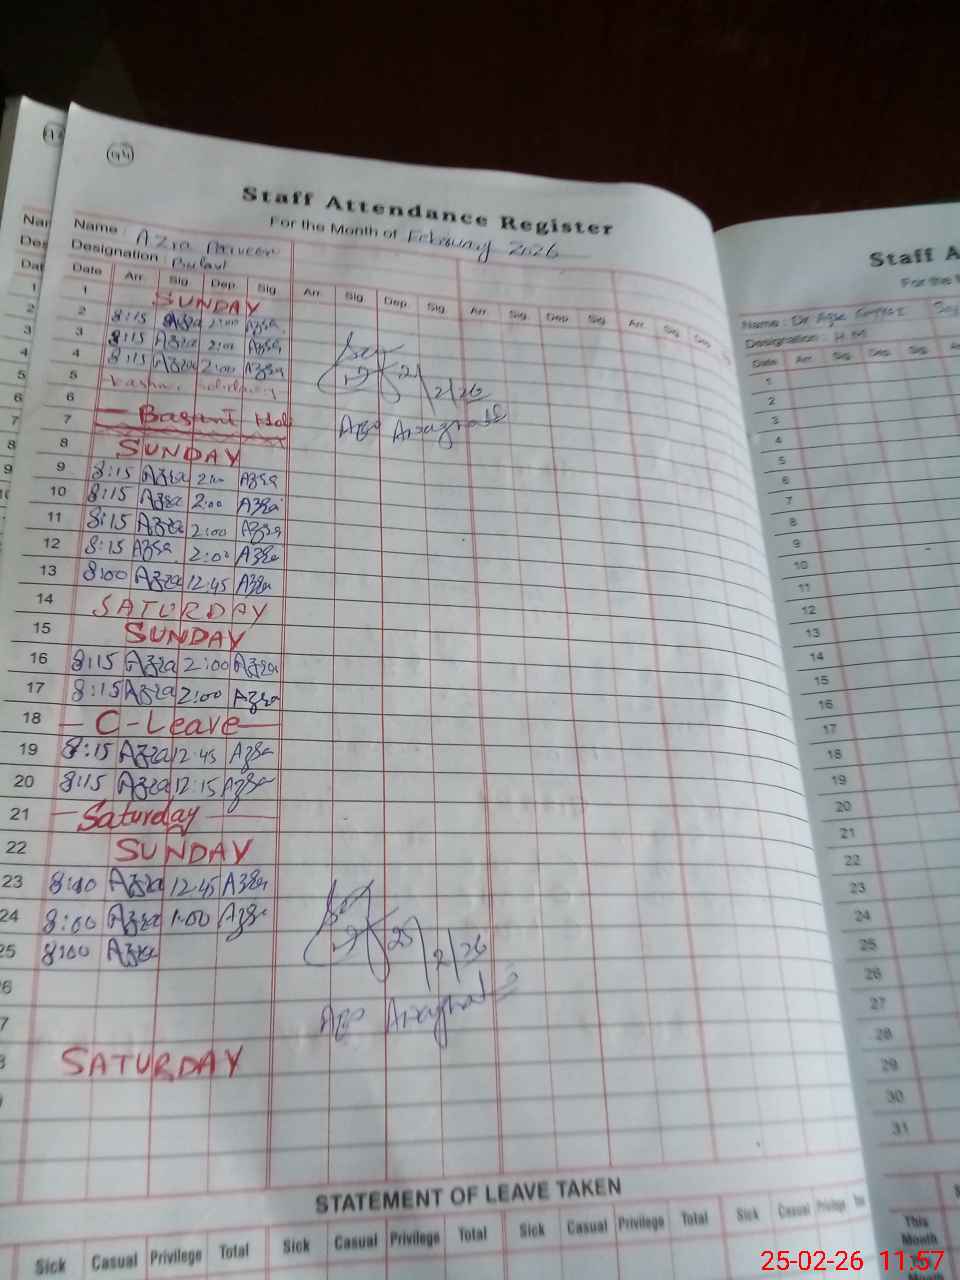 94
Staff Attendance Register
For the Month of February 2026
Name : Azra Parveen
Designation :
Date Arr. Sig. Dep. Sig. Arr. Sig. Dep. Sig. Arr. Sig. Dep. Sig. Arr. Sig. Dep.
1 SUNDAY
2 8:15 Azra 2:00 Azra
3 8:15 Azra 2:00 Azra
4 8:15 Azra 2:00 Azra
5 Kashmir
6
7 Basant
8 SUNDAY
9 8:15 Azra 2:00 Azra
10 8:15 Azra 2:00 Azra
11 8:15 Azra 2:00 Azra
12 8:15 Azra 2:00 Azra
13 8:00 Azra 12:45 Azra
14 SATURDAY
15 SUNDAY
16 8:15 Azra 2:00 Azra
17 8:15 Azra 2:00 Azra
18 C-Leave
19 8:15 Azra 12:45 Azra
20 8:15 Azra 12:15 Azra
21 Saturday
22 SUNDAY
23 Azra 12:45 Azra
24 8:00 Azra 1:00 Azra
25 8:00 Azra
SATURDAY
2/2/26
25/2/26
STATEMENT OF LEAVE TAKEN
Sick Casual Privilege Total Sick Casual Privilege Total Sick Casual Privilege Total Sick Casual Privilege
Staff A
For the
Name : Dr
Designation : H.M
Date Arr. Sig. Dep. Sig.
1
2
3
4
5
6
7
8
9
10
11
12
13
14
15
16
17
18
19
20
21
22
23
24
25
26
27
28
29
30
31
This
Month
25-02-26 11:57